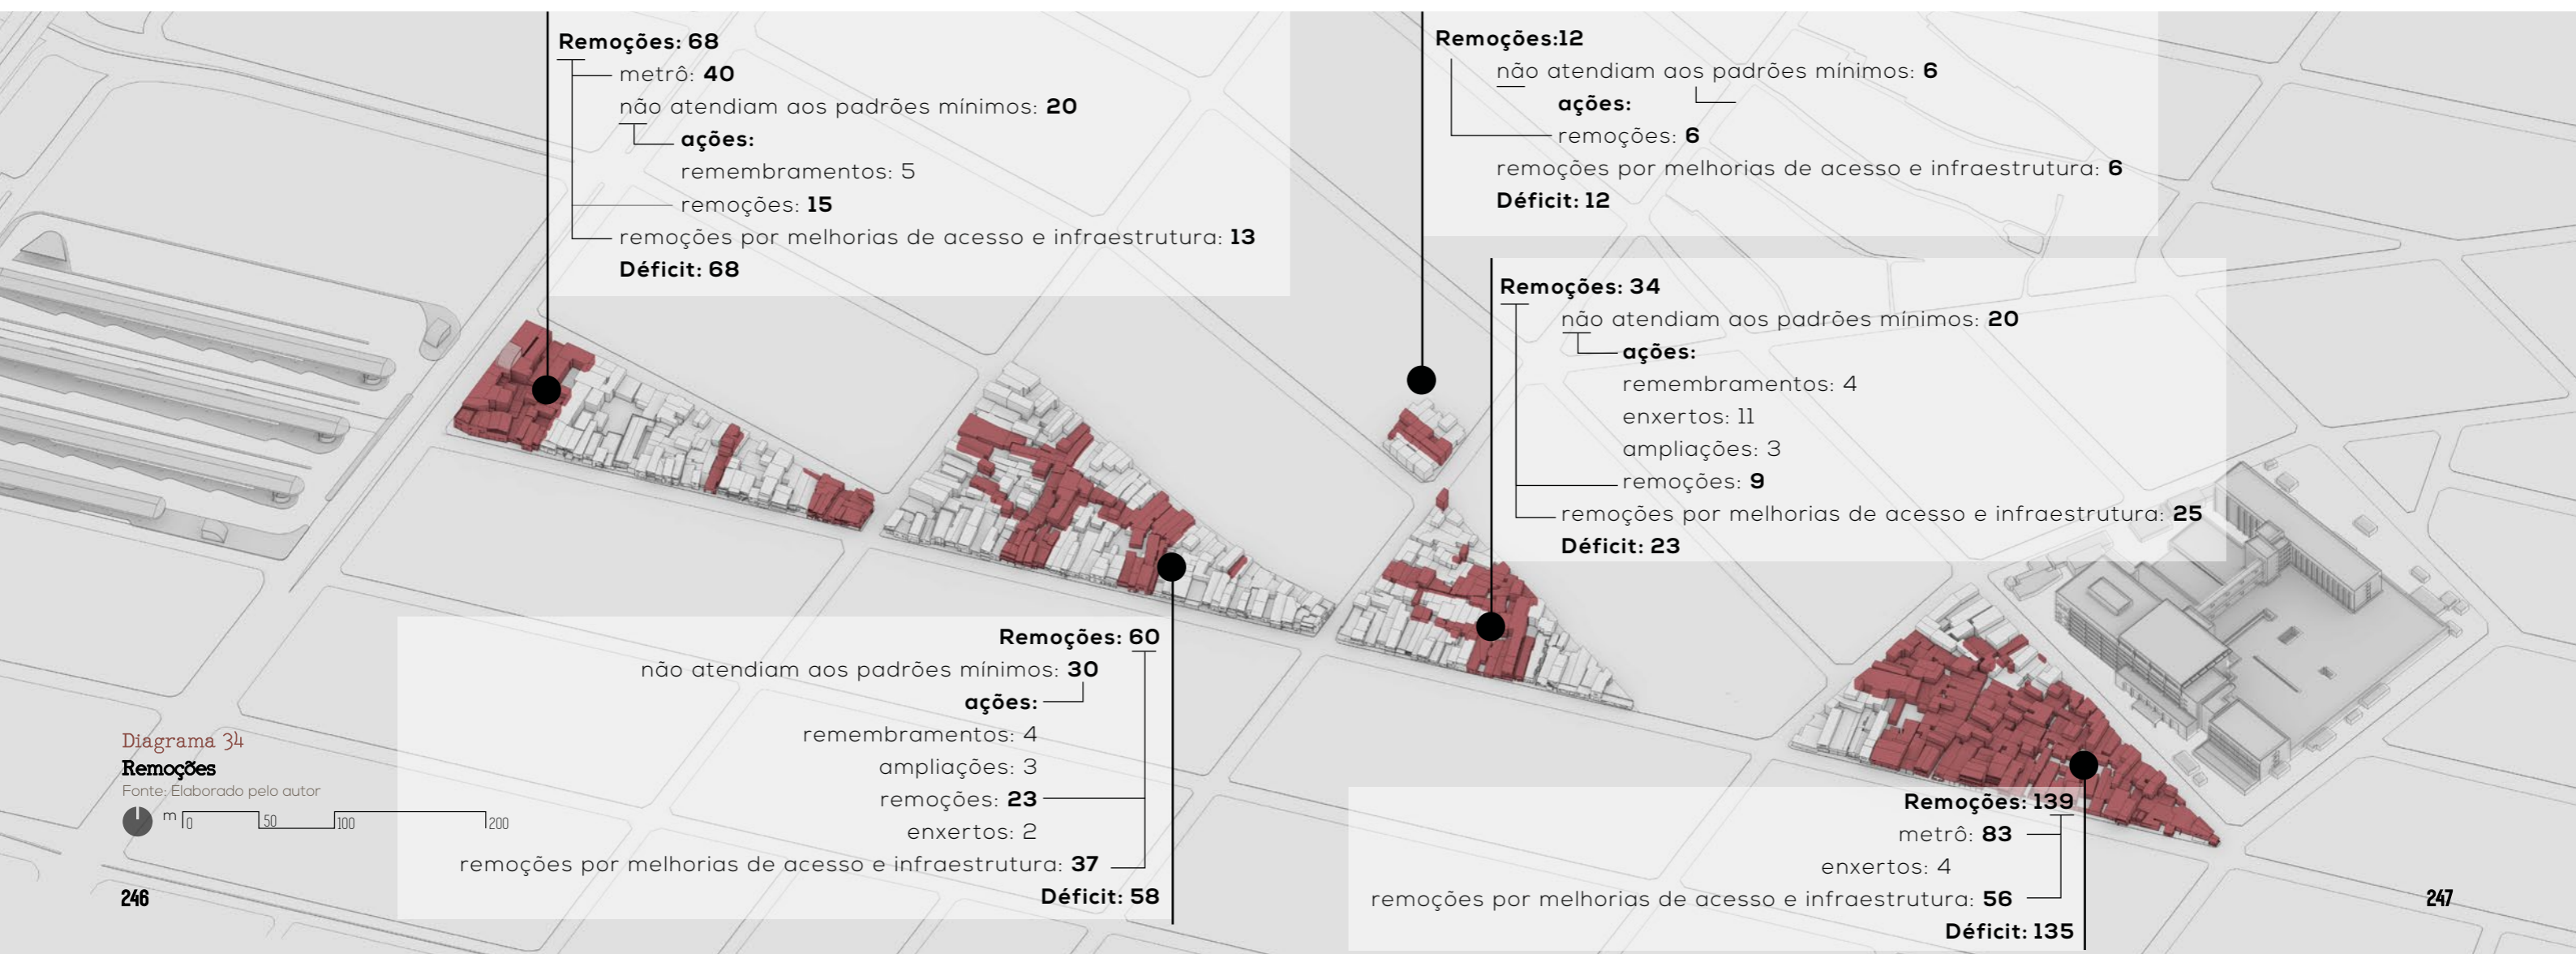 Remoções: 68
metrô: 40
não atendiam aos padrões mínimos: 20
ações:
remembramentos: 5
remoções: 15
remoções por melhorias de acesso e infraestrutura: 13
Déficit: 68
Remoções:12
não atendiam aos padrões mínimos: 6
ações:
remoções: 6
remoções por melhorias de acesso e infraestrutura: 6
Déficit: 12
Remoções: 34
não atendiam aos padrões mínimos: 20
ações:
remembramentos: 4
enxertos: 11
ampliações: 3
remoções: 9
remoções por melhorias de acesso e infraestrutura: 25
Déficit: 23
Remoções: 60
não atendiam aos padrões mínimos: 30
ações:
remembramentos: 4
ampliações: 3
remoções: 23
enxertos: 2
remoções por melhorias de acesso e infraestrutura: 37
Déficit: 58
Remoções: 139
metrô: 83
enxertos: 4
remoções por melhorias de acesso e infraestrutura: 56
Déficit: 135
Diagrama 34
Remoções
Fonte: Elaborado pelo autor
m 0 50 100 200
246
247